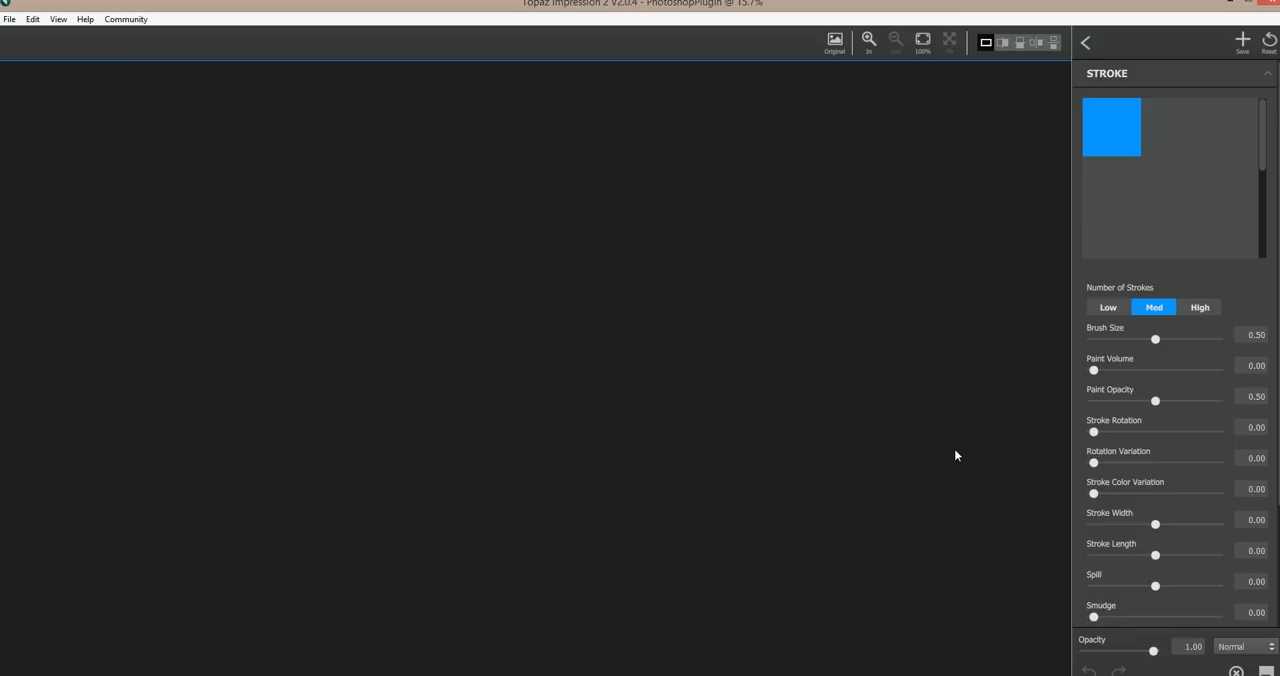 Topaz Impression 2 V2.0.4 - PhotoshopPlugin @ 15.7%
File Edit View Help Community
Original In 100% Save Reset
STROKE
Number of Strokes
Low Med High
Brush Size 0.50
Paint Volume 0.00
Paint Opacity 0.50
Stroke Rotation 0.00
Rotation Variation 0.00
Stroke Color Variation 0.00
Stroke Width 0.00
Stroke Length 0.00
Spill 0.00
Smudge 0.00
Opacity 1.00 Normal